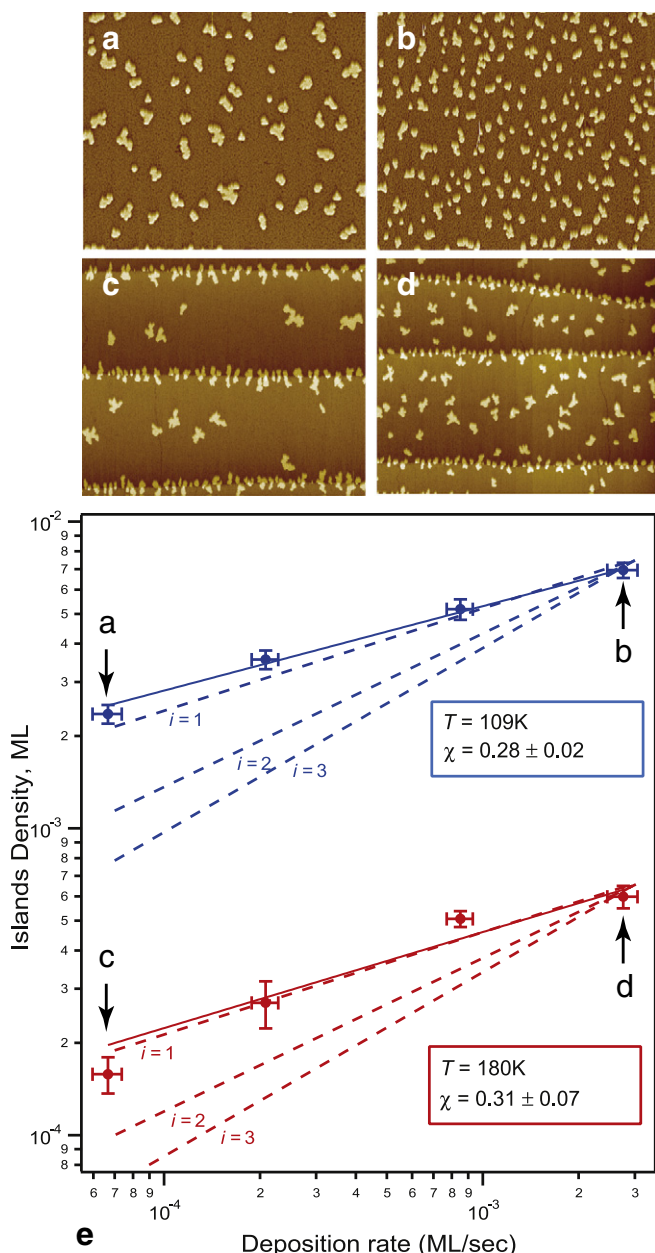 a
b
c
d
10⁻²
9
8
7
6
5
4
3
2
10⁻³
9
8
7
6
5
4
3
2
10⁻⁴
9
8
Islands Density, ML
a
b
i = 1
i = 2
i = 3
T = 109K
χ = 0.28 ± 0.02
c
d
i = 1
i = 2
i = 3
T = 180K
χ = 0.31 ± 0.07
6 7 8 9 10⁻⁴ 2 3 4 5 6 7 8 9 10⁻³ 2 3
e
Deposition rate (ML/sec)